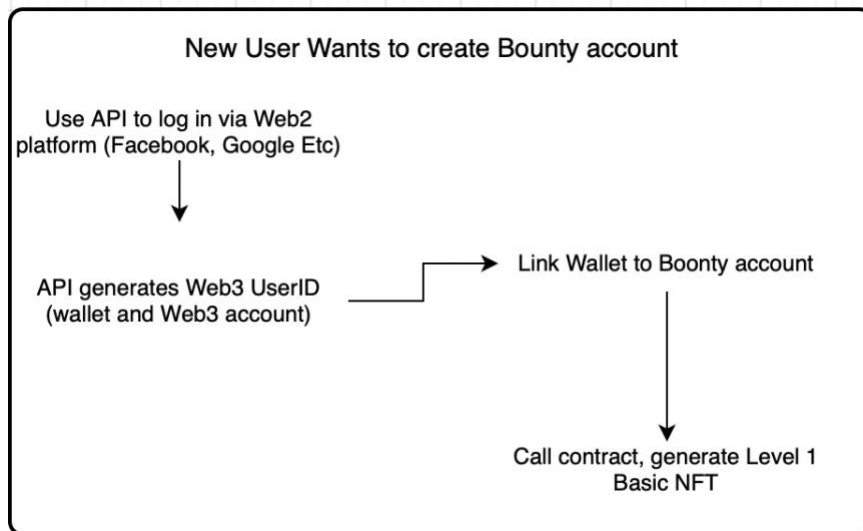 New User Wants to create Bounty account
Use API to log in via Web2
platform (Facebook, Google Etc)
API generates Web3 UserID
(wallet and Web3 account)
Link Wallet to Boonty account
Call contract, generate Level 1
Basic NFT